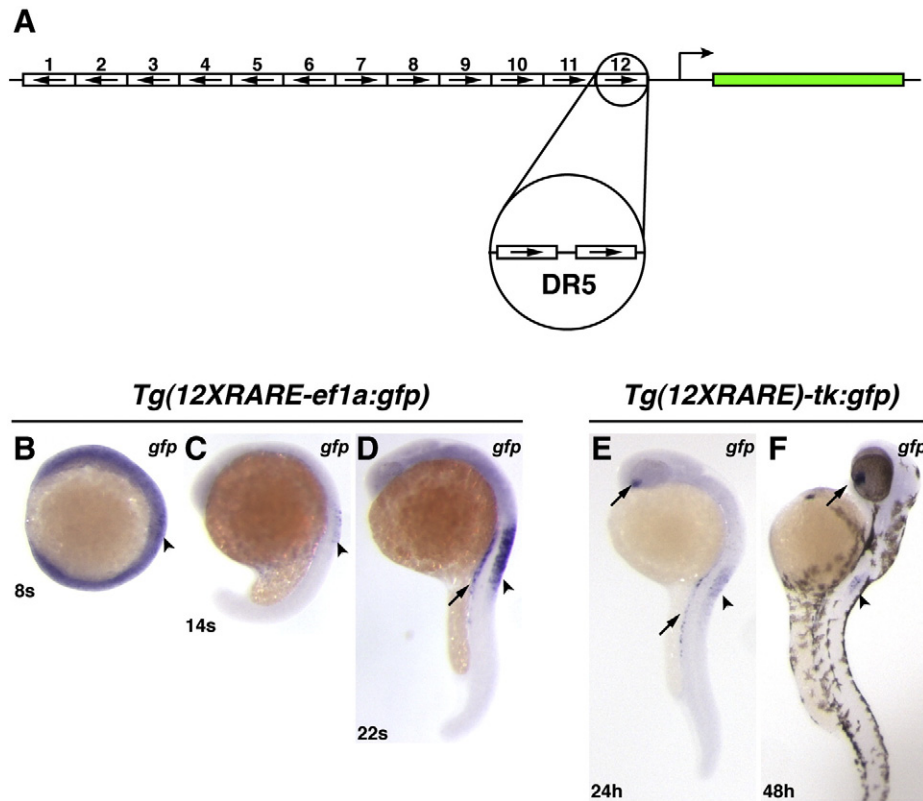 A
1 2 3 4 5 6 7 8 9 10 11 12
DR5
Tg(12XRARE-ef1a:gfp)
Tg(12XRARE)-tk:gfp)
B gfp C gfp D gfp E gfp F gfp
8s
14s
22s
24h
48h